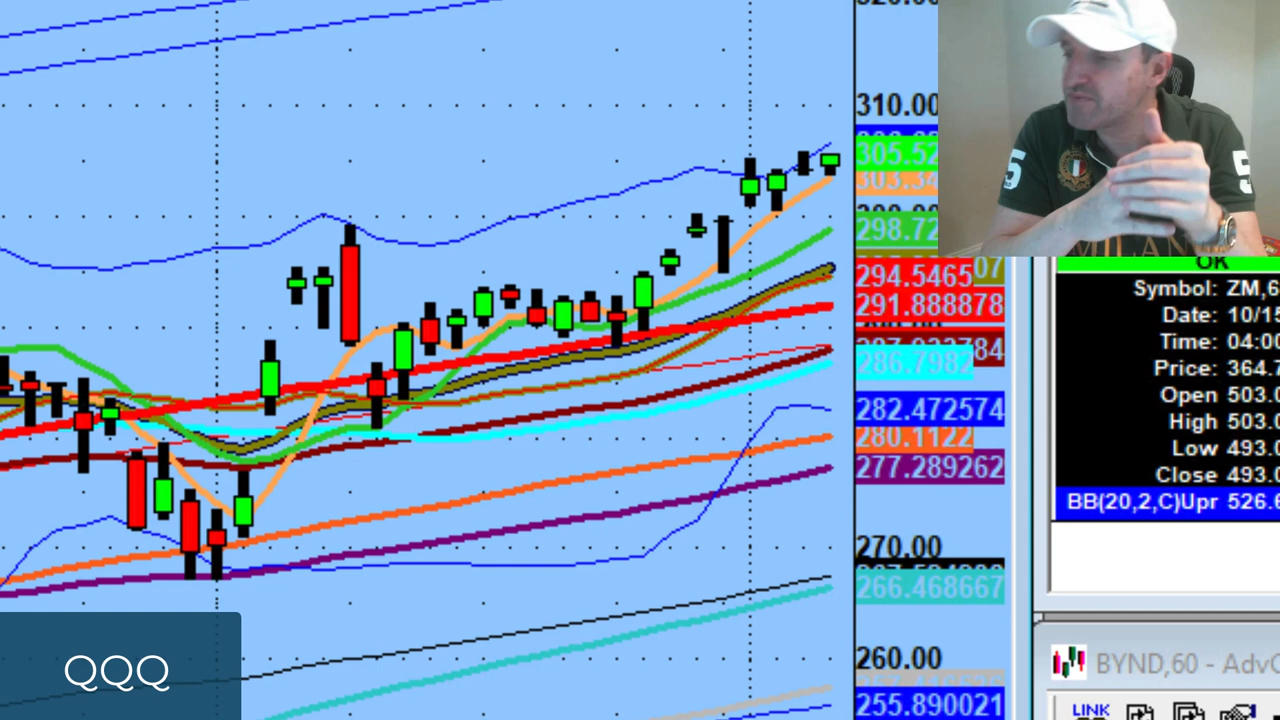 310.00
305.52
298.72
294.5465
291.888878
286.7982
282.472574
280.1122
277.289262
270.00
266.468667
260.00
255.890021
5
5
MILAN
OK
Symbol: ZM,6
Date: 10/15
Time: 04:00
Price: 364.7
Open 503.0
High 503.0
Low 493.0
Close 493.0
BB(20,2,C)Upr 526.6
BYND,60 - Adv
LINK
QQQ